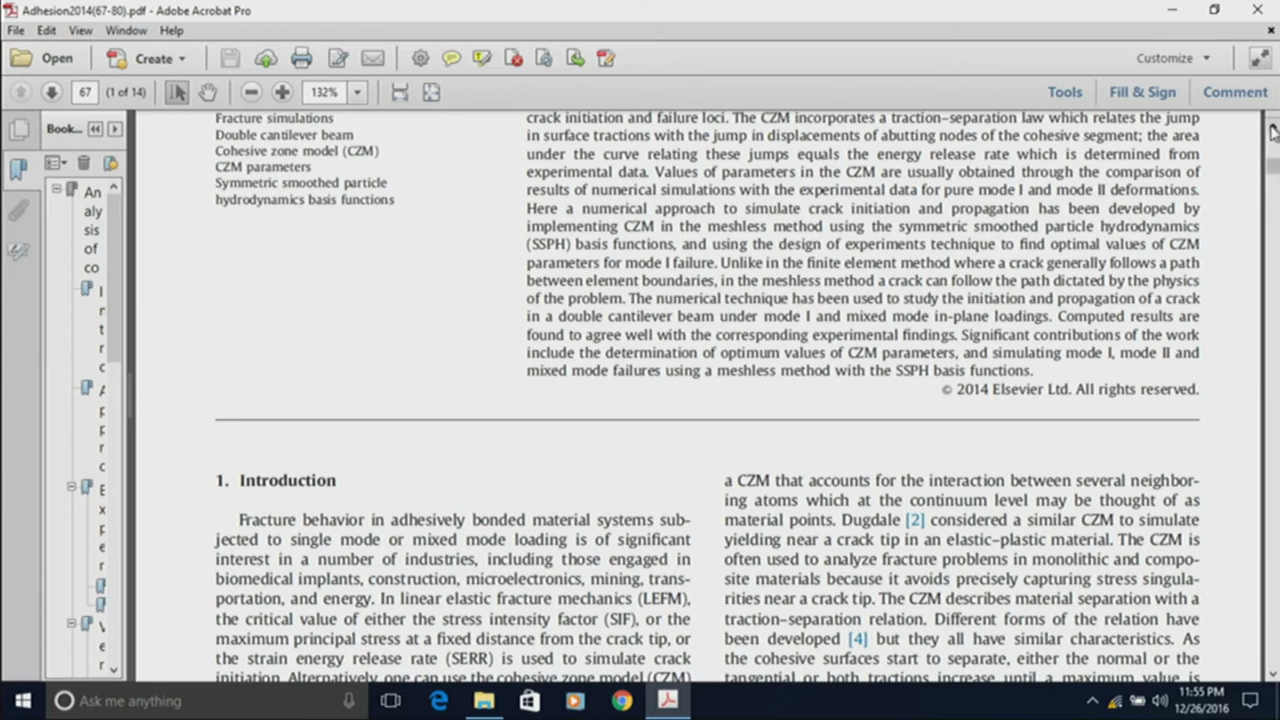 Adhesion2014(67-80).pdf - Adobe Acrobat Pro
File Edit View Window Help
Open Create Customize
67 (1 of 14) 132% Tools Fill & Sign Comment
Book...
An
aly
sis
of
co
I
n
t
r
c
A
p
p
r
c
E
x
p
e
r
V
e
r
Fracture simulations
Double cantilever beam
Cohesive zone model (CZM)
CZM parameters
Symmetric smoothed particle
hydrodynamics basis functions
crack initiation and failure loci. The CZM incorporates a traction–separation law which relates the jump
in surface tractions with the jump in displacements of abutting nodes of the cohesive segment; the area
under the curve relating these jumps equals the energy release rate which is determined from
experimental data. Values of parameters in the CZM are usually obtained through the comparison of
results of numerical simulations with the experimental data for pure mode I and mode II deformations.
Here a numerical approach to simulate crack initiation and propagation has been developed by
implementing CZM in the meshless method using the symmetric smoothed particle hydrodynamics
(SSPH) basis functions, and using the design of experiments technique to find optimal values of CZM
parameters for mode I failure. Unlike in the finite element method where a crack generally follows a path
between element boundaries, in the meshless method a crack can follow the path dictated by the physics
of the problem. The numerical technique has been used to study the initiation and propagation of a crack
in a double cantilever beam under mode I and mixed mode in-plane loadings. Computed results are
found to agree well with the corresponding experimental findings. Significant contributions of the work
include the determination of optimum values of CZM parameters, and simulating mode I, mode II and
mixed mode failures using a meshless method with the SSPH basis functions.
© 2014 Elsevier Ltd. All rights reserved.
1. Introduction
Fracture behavior in adhesively bonded material systems sub-
jected to single mode or mixed mode loading is of significant
interest in a number of industries, including those engaged in
biomedical implants, construction, microelectronics, mining, trans-
portation, and energy. In linear elastic fracture mechanics (LEFM),
the critical value of either the stress intensity factor (SIF), or the
maximum principal stress at a fixed distance from the crack tip, or
the strain energy release rate (SERR) is used to simulate crack
initiation. Alternatively one can use the cohesive zone model (CZM)
a CZM that accounts for the interaction between several neighbor-
ing atoms which at the continuum level may be thought of as
material points. Dugdale [2] considered a similar CZM to simulate
yielding near a crack tip in an elastic–plastic material. The CZM is
often used to analyze fracture problems in monolithic and compo-
site materials because it avoids precisely capturing stress singula-
rities near a crack tip. The CZM describes material separation with a
traction–separation relation. Different forms of the relation have
been developed [4] but they all have similar characteristics. As
the cohesive surfaces start to separate, either the normal or the
tangential or both tractions increase until a maximum value is
Ask me anything
11:55 PM
12/26/2016